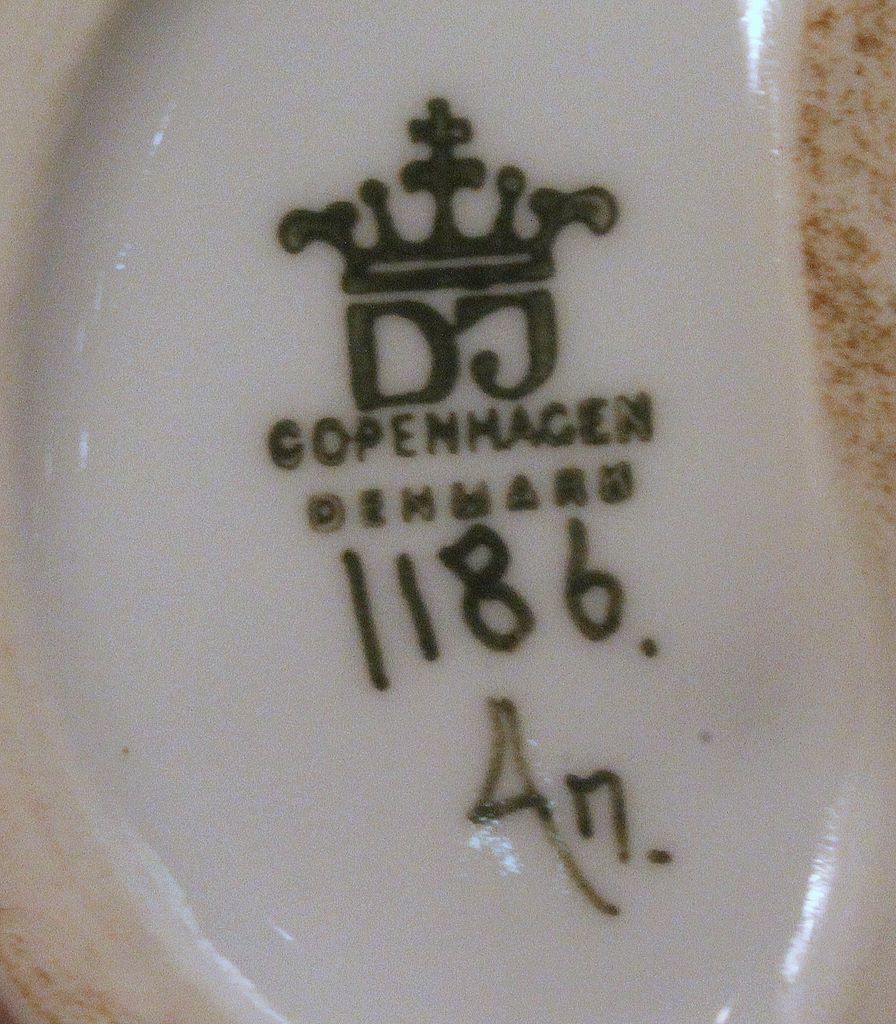 DJ
COPENHAGEN
DENMARK
1186.
An.